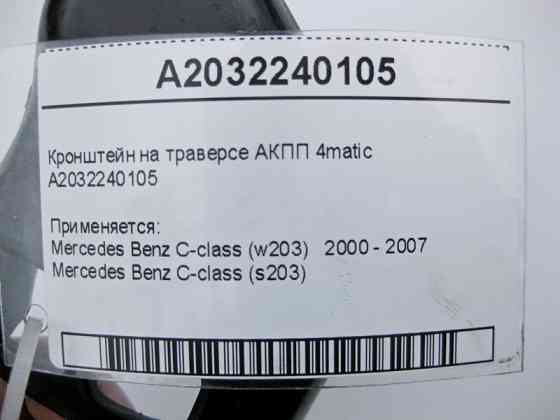 A2032240105
Кронштейн на траверсе АКПП 4matic
A2032240105
Применяется:
Mercedes Benz C-class (w203) 2000 - 2007
Mercedes Benz C-class (s203)